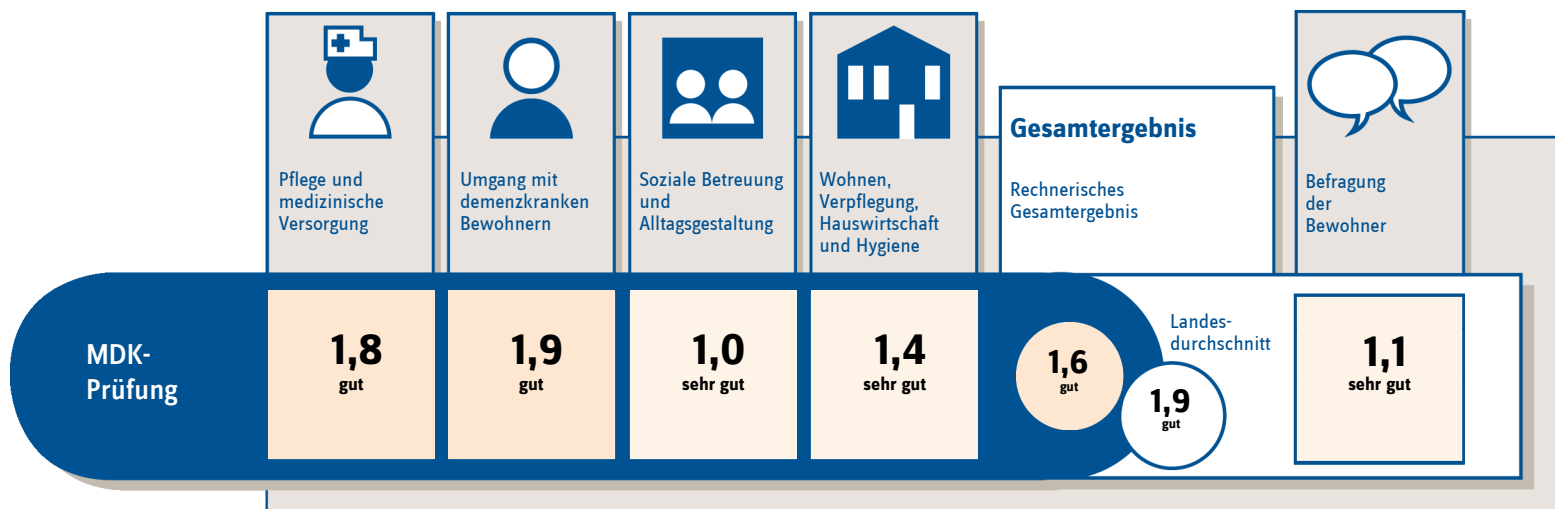 Pflege und
medizinische
Versorgung
Umgang mit
demenzkranken
Bewohnern
Soziale Betreuung
und
Alltagsgestaltung
Wohnen,
Verpflegung,
Hauswirtschaft
und Hygiene
Gesamtergebnis
Rechnerisches
Gesamtergebnis
Befragung
der
Bewohner
MDK-
Prüfung
1,8
gut
1,9
gut
1,0
sehr gut
1,4
sehr gut
1,6
gut
Landes-
durchschnitt
1,9
gut
1,1
sehr gut